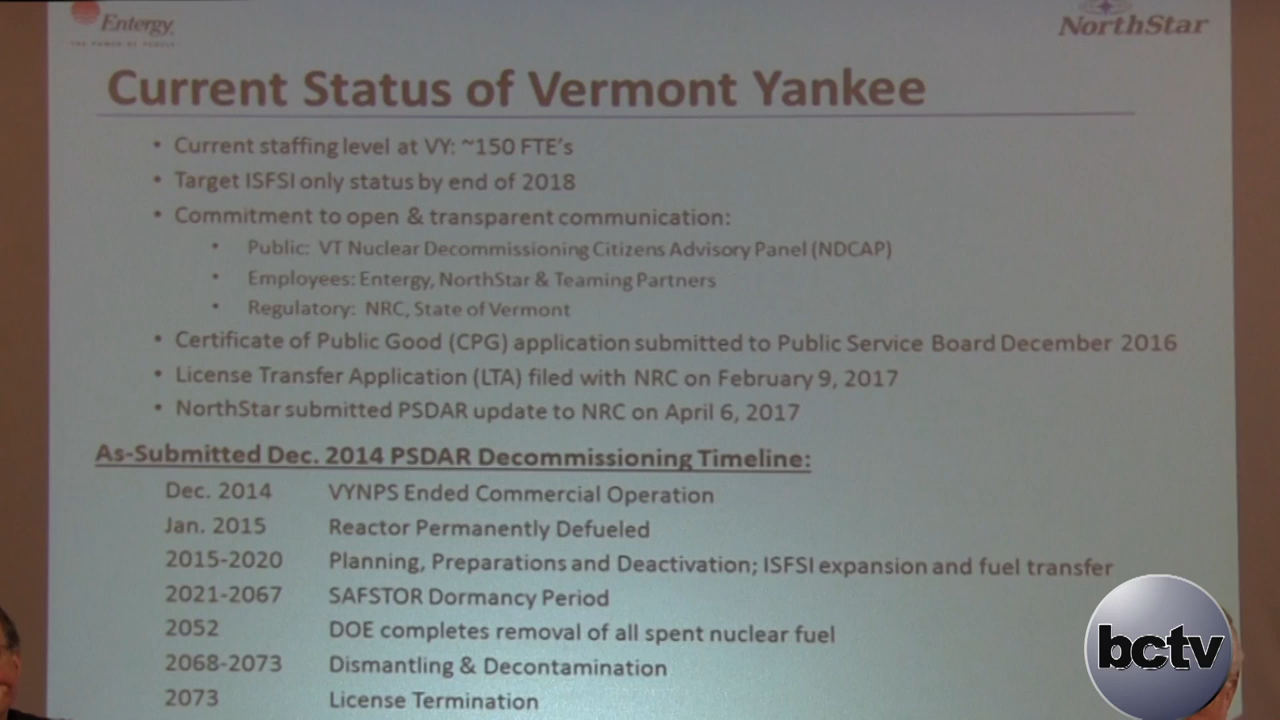 Entergy
THE POWER OF PEOPLE
NorthStar
Current Status of Vermont Yankee
• Current staffing level at VY: ~150 FTE's
• Target ISFSI only status by end of 2018
• Commitment to open & transparent communication:
• Public: VT Nuclear Decommissioning Citizens Advisory Panel (NDCAP)
• Employees: Entergy, NorthStar & Teaming Partners
• Regulatory: NRC, State of Vermont
• Certificate of Public Good (CPG) application submitted to Public Service Board December 2016
• License Transfer Application (LTA) filed with NRC on February 9, 2017
• NorthStar submitted PSDAR update to NRC on April 6, 2017
As-Submitted Dec. 2014 PSDAR Decommissioning Timeline:
Dec. 2014 VYNPS Ended Commercial Operation
Jan. 2015 Reactor Permanently Defueled
2015-2020 Planning, Preparations and Deactivation; ISFSI expansion and fuel transfer
2021-2067 SAFSTOR Dormancy Period
2052 DOE completes removal of all spent nuclear fuel
2068-2073 Dismantling & Decontamination
2073 License Termination
bctv